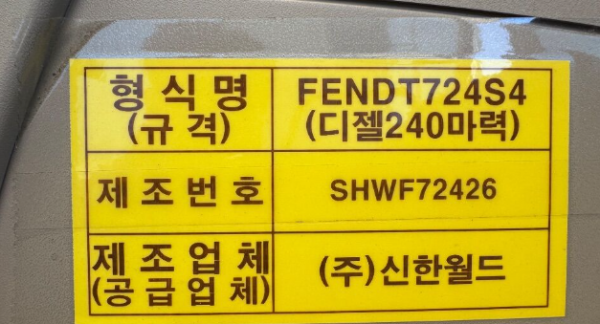 형식명 FENDT724S4
(규격) (디젤240마력)
제조번호 SHWF72426
제조업체 (주)신한월드
(공급업체)